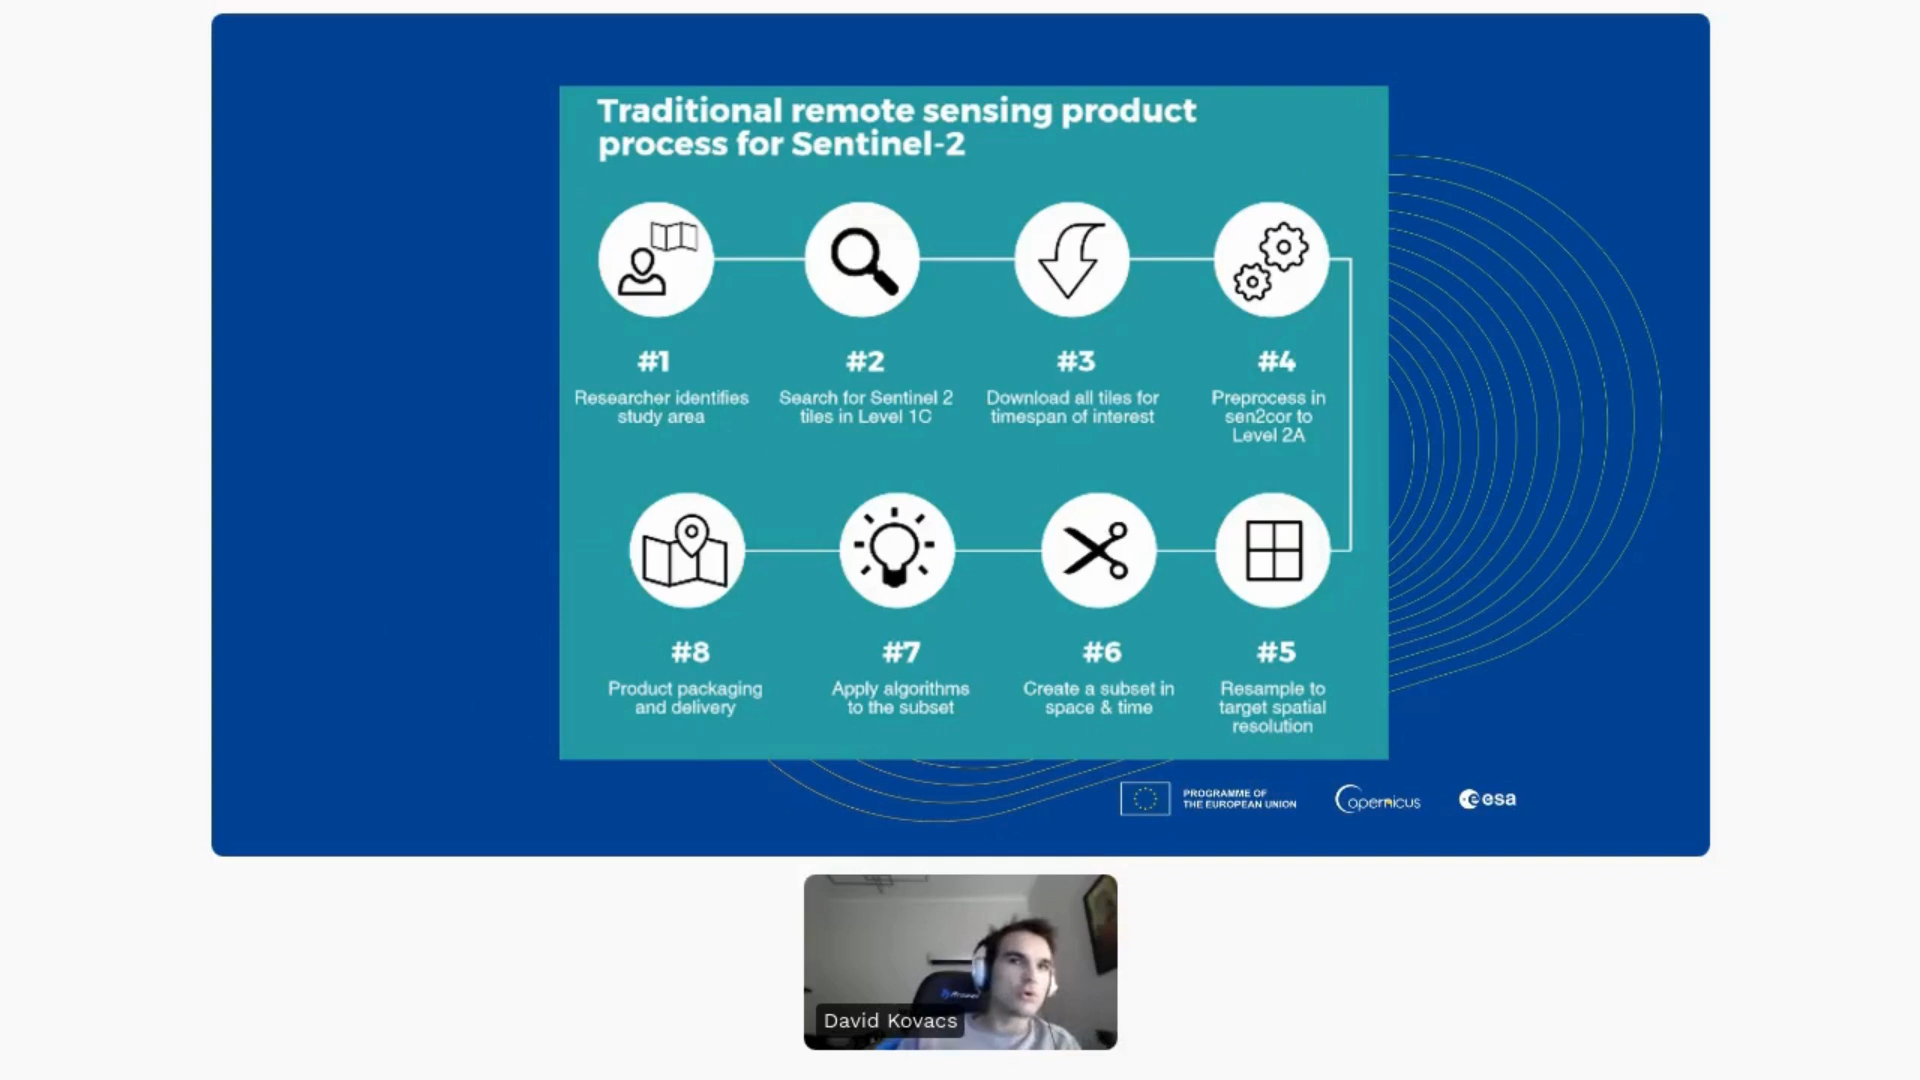 Traditional remote sensing product
process for Sentinel-2
#1
Researcher identifies
study area
#2
Search for Sentinel 2
tiles in Level 1C
#3
Download all tiles for
timespan of interest
#4
Preprocess in
sen2cor to
Level 2A
#8
Product packaging
and delivery
#7
Apply algorithms
to the subset
#6
Create a subset in
space & time
#5
Resample to
target spatial
resolution
PROGRAMME OF
THE EUROPEAN UNION
opernicus
esa
David Kovacs